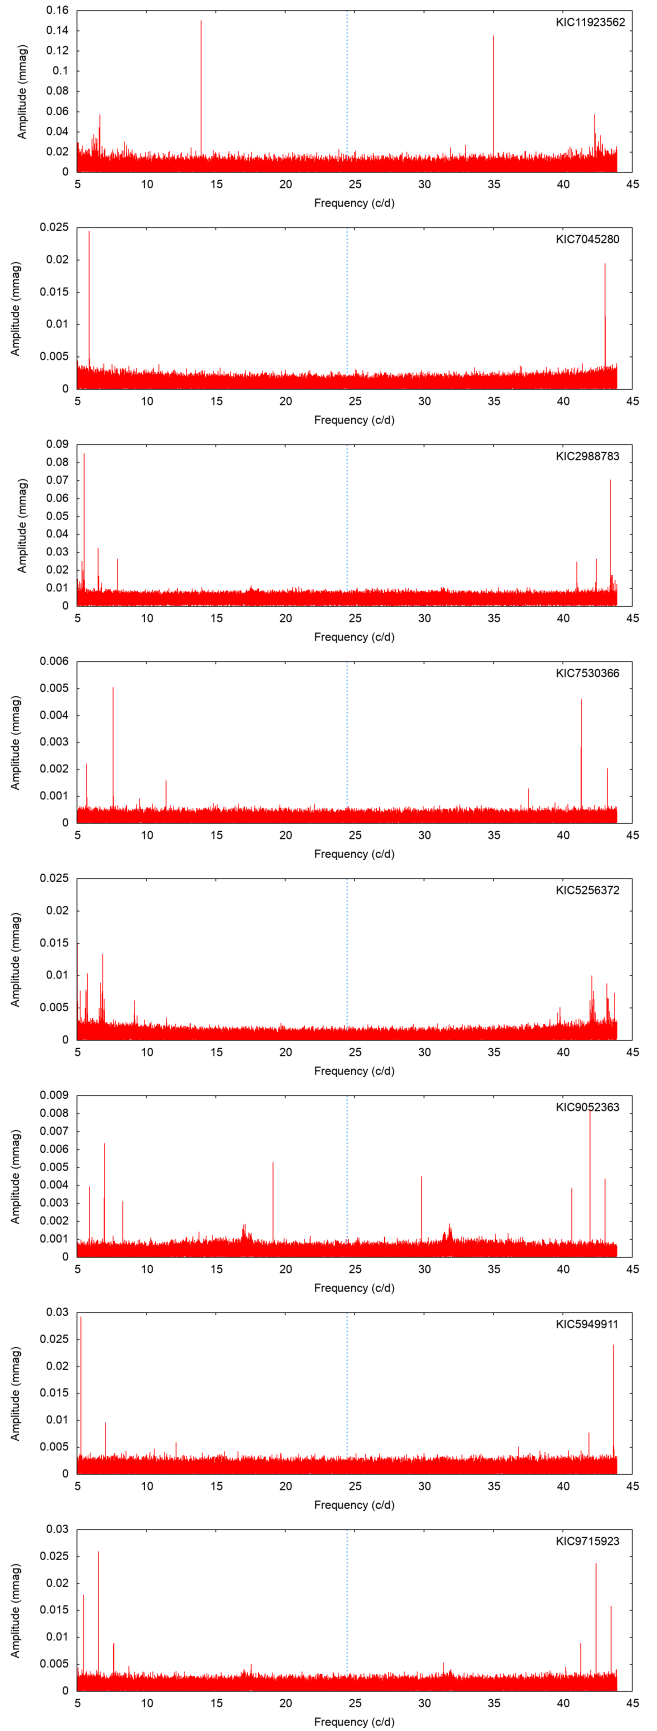 KIC11923562
0.16
0.14
0.12
0.1
0.08
0.06
0.04
0.02
0
Amplitude (mmag)
5 10 15 20 25 30 35 40 45
Frequency (c/d)
KIC7045280
0.025
0.02
0.015
0.01
0.005
0
Amplitude (mmag)
5 10 15 20 25 30 35 40 45
Frequency (c/d)
KIC2988783
0.09
0.08
0.07
0.06
0.05
0.04
0.03
0.02
0.01
0
Amplitude (mmag)
5 10 15 20 25 30 35 40 45
Frequency (c/d)
KIC7530366
0.006
0.005
0.004
0.003
0.002
0.001
0
Amplitude (mmag)
5 10 15 20 25 30 35 40 45
Frequency (c/d)
KIC5256372
0.025
0.02
0.015
0.01
0.005
0
Amplitude (mmag)
5 10 15 20 25 30 35 40 45
Frequency (c/d)
KIC9052363
0.009
0.008
0.007
0.006
0.005
0.004
0.003
0.002
0.001
0
Amplitude (mmag)
5 10 15 20 25 30 35 40 45
Frequency (c/d)
KIC5949911
0.03
0.025
0.02
0.015
0.01
0.005
0
Amplitude (mmag)
5 10 15 20 25 30 35 40 45
Frequency (c/d)
KIC9715923
0.03
0.025
0.02
0.015
0.01
0.005
0
Amplitude (mmag)
5 10 15 20 25 30 35 40 45
Frequency (c/d)